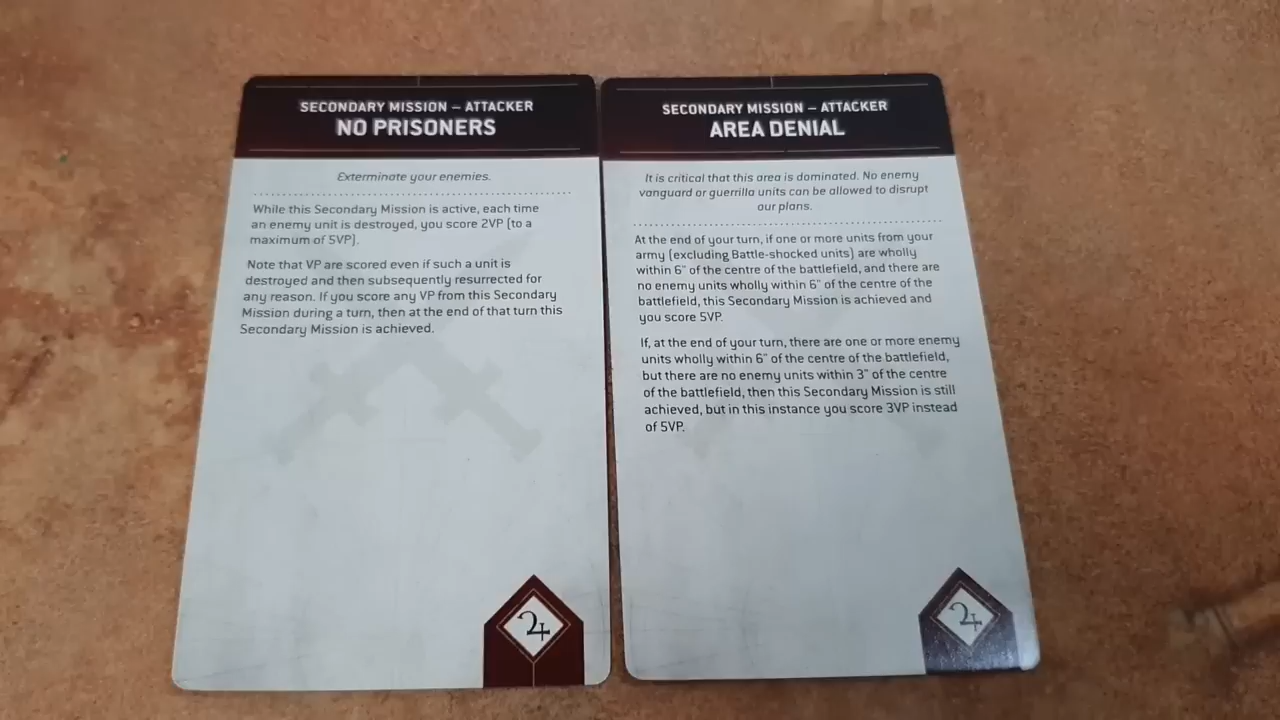 SECONDARY MISSION – ATTACKER
NO PRISONERS
Exterminate your enemies.
While this Secondary Mission is active, each time
an enemy unit is destroyed, you score 2VP (to a
maximum of 5VP).
Note that VP are scored even if such a unit is
destroyed and then subsequently resurrected for
any reason. If you score any VP from this Secondary
Mission during a turn, then at the end of that turn this
Secondary Mission is achieved.
SECONDARY MISSION – ATTACKER
AREA DENIAL
It is critical that this area is dominated. No enemy
vanguard or guerrilla units can be allowed to disrupt
our plans.
At the end of your turn, if one or more units from your
army (excluding Battle-shocked units) are wholly
within 6" of the centre of the battlefield, and there are
no enemy units wholly within 6" of the centre of the
battlefield, this Secondary Mission is achieved and
you score 5VP.
If, at the end of your turn, there are one or more enemy
units wholly within 6" of the centre of the battlefield,
but there are no enemy units within 3" of the centre
of the battlefield, then this Secondary Mission is still
achieved, but in this instance you score 3VP instead
of 5VP.